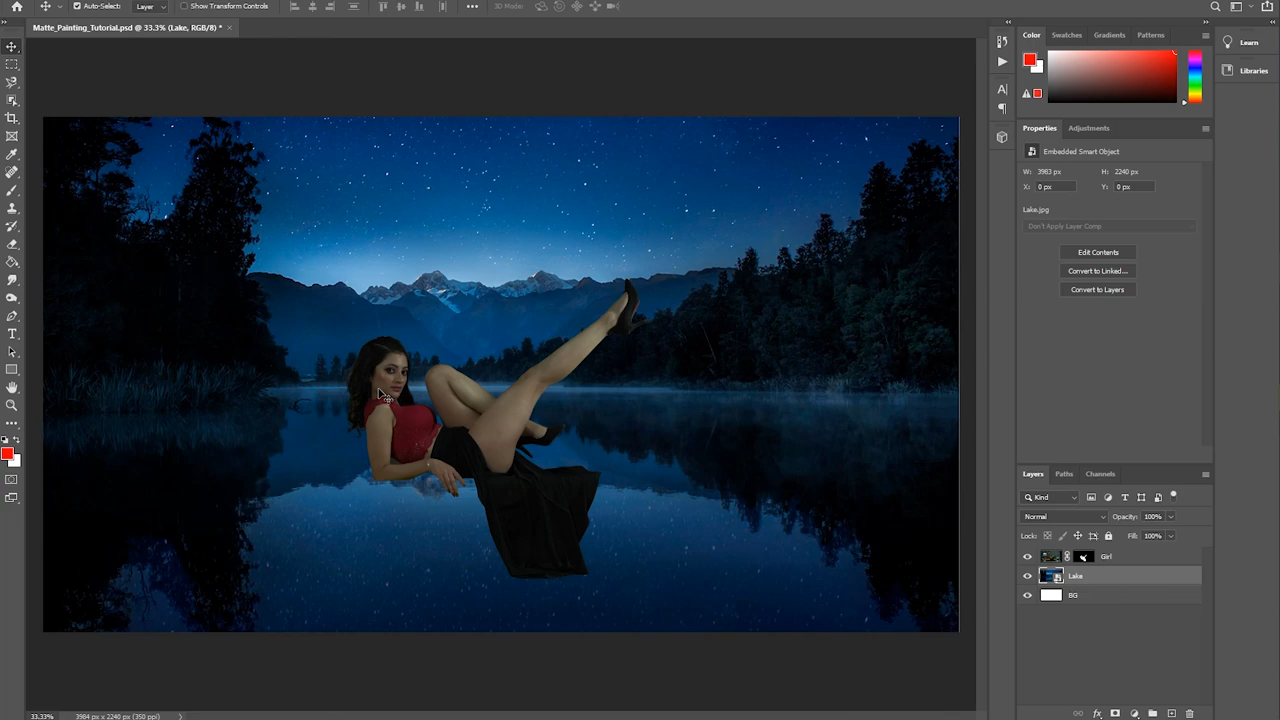 Auto-Select:
Layer
Show Transform Controls
3D Mode:
Matte_Painting_Tutorial.psd @ 33.3% (Lake, RGB/8) *
Color
Swatches
Gradients
Patterns
Learn
Libraries
Properties
Adjustments
Embedded Smart Object
W: 3983 px
H: 2240 px
X: 0 px
Y: 0 px
Lake.jpg
Don't Apply Layer Comp
Edit Contents
Convert to Linked...
Convert to Layers
Layers
Paths
Channels
Kind
Normal
Opacity: 100%
Lock:
Fill: 100%
Girl
Lake
BG
33.33%
3984 px x 2240 px (350 ppi)